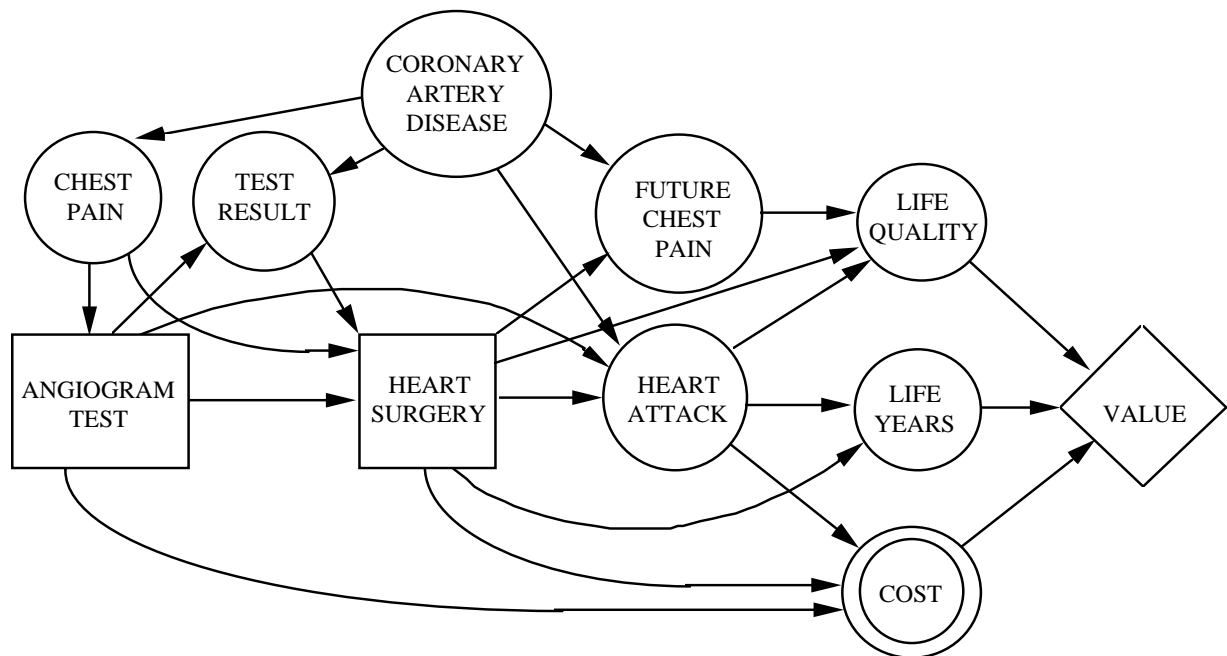 CORONARY
ARTERY
DISEASE
CHEST
PAIN
TEST
RESULT
FUTURE
CHEST
PAIN
LIFE
QUALITY
ANGIOGRAM
TEST
HEART
SURGERY
HEART
ATTACK
LIFE
YEARS
VALUE
COST